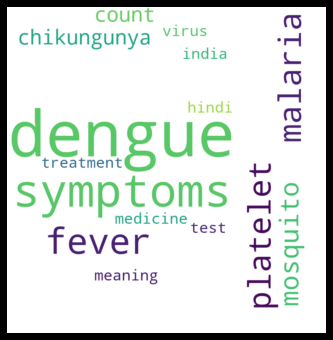 count
virus
chikungunya
india
malaria
hindi
dengue
treatment
symptoms
platelet
mosquito
medicine
test
fever
meaning